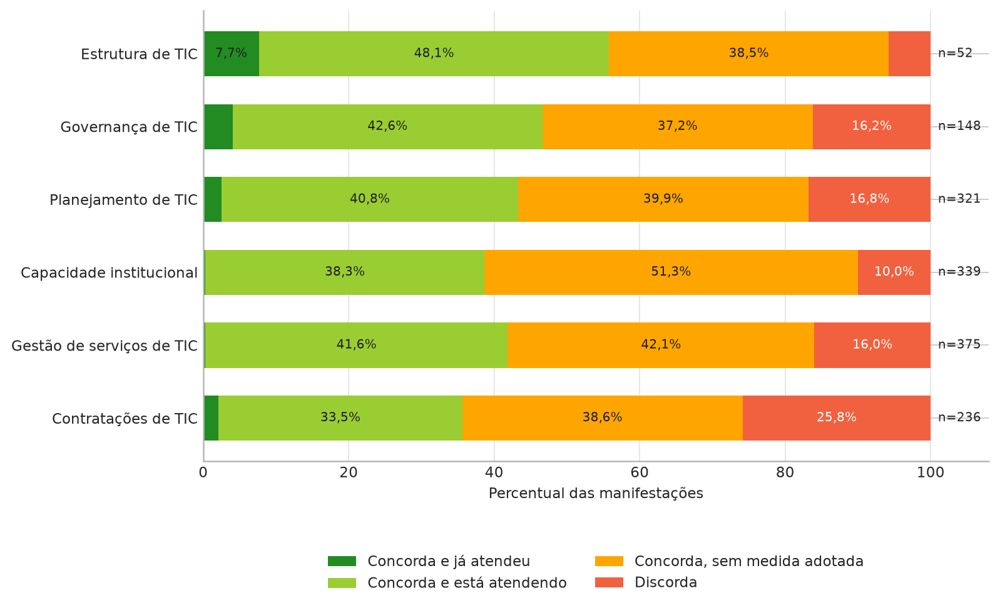 Estrutura de TIC 7,7% 48,1% 38,5% n=52
Governança de TIC 42,6% 37,2% 16,2% n=148
Planejamento de TIC 40,8% 39,9% 16,8% n=321
Capacidade institucional 38,3% 51,3% 10,0% n=339
Gestão de serviços de TIC 41,6% 42,1% 16,0% n=375
Contratações de TIC 33,5% 38,6% 25,8% n=236
0 20 40 60 80 100
Percentual das manifestações
Concorda e já atendeu
Concorda e está atendendo
Concorda, sem medida adotada
Discorda